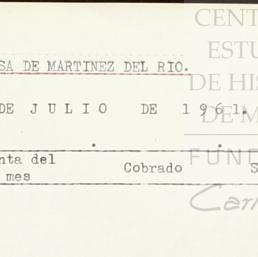 SA DE MARTINEZ DEL RIO.
DE JULIO DE 1961.
nta del
mes
Cobrado
S
CENT
ESTU
DE HIS
DE M
FUND
Car